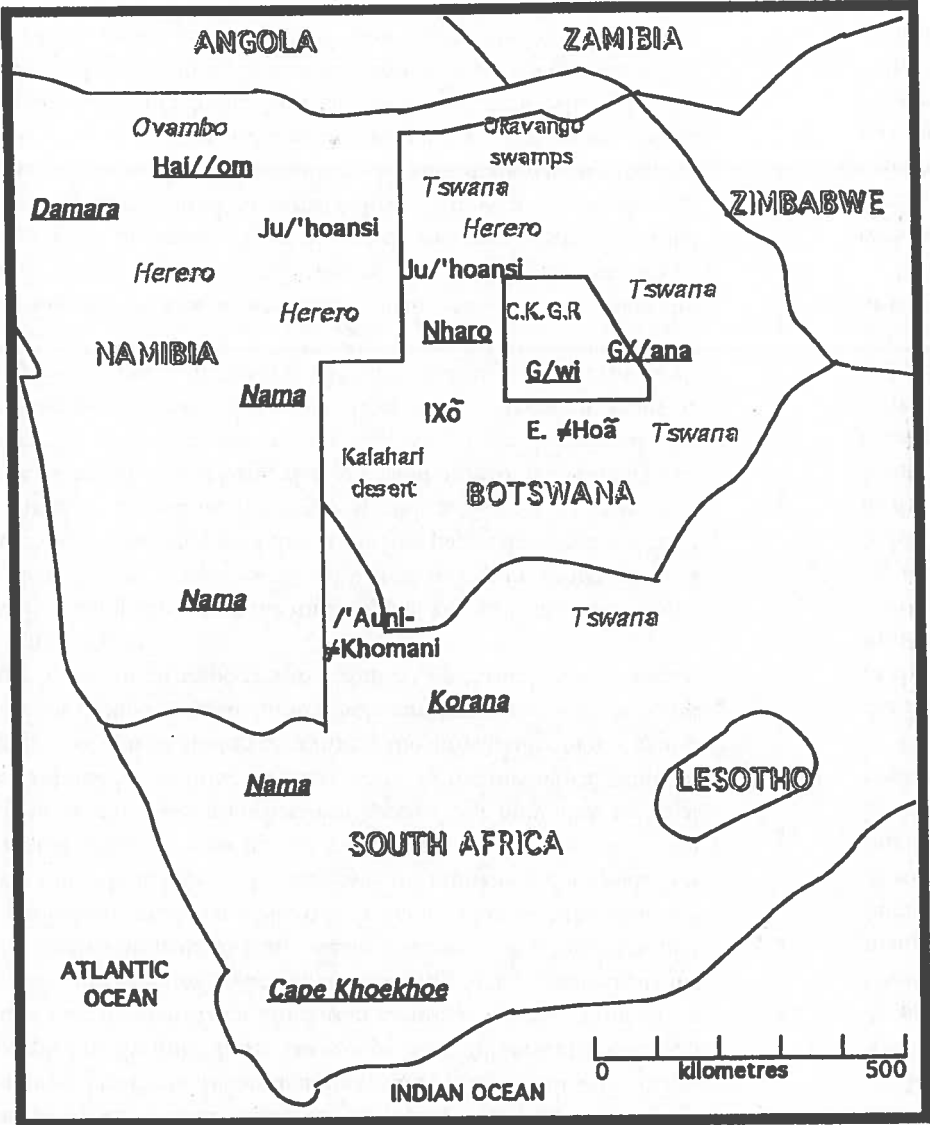 ANGOLA
ZAMIBIA
Ovambo
Okavango
swamps
Hai//om
Tswana
ZIMBABWE
Damara
Ju/'hoansi
Herero
Herero
Ju/'hoansi
Tswana
Herero
C.K.G.R
Nharo
GX/ana
NAMIBIA
G/wi
Nama
IXõ
E. ≠Hoã
Tswana
Kalahari
desert
BOTSWANA
Nama
/'Auni-
≠Khomani
Tswana
Korana
Nama
LESOTHO
SOUTH AFRICA
ATLANTIC
OCEAN
Cape Khoekhoe
0
kilometres
500
INDIAN OCEAN